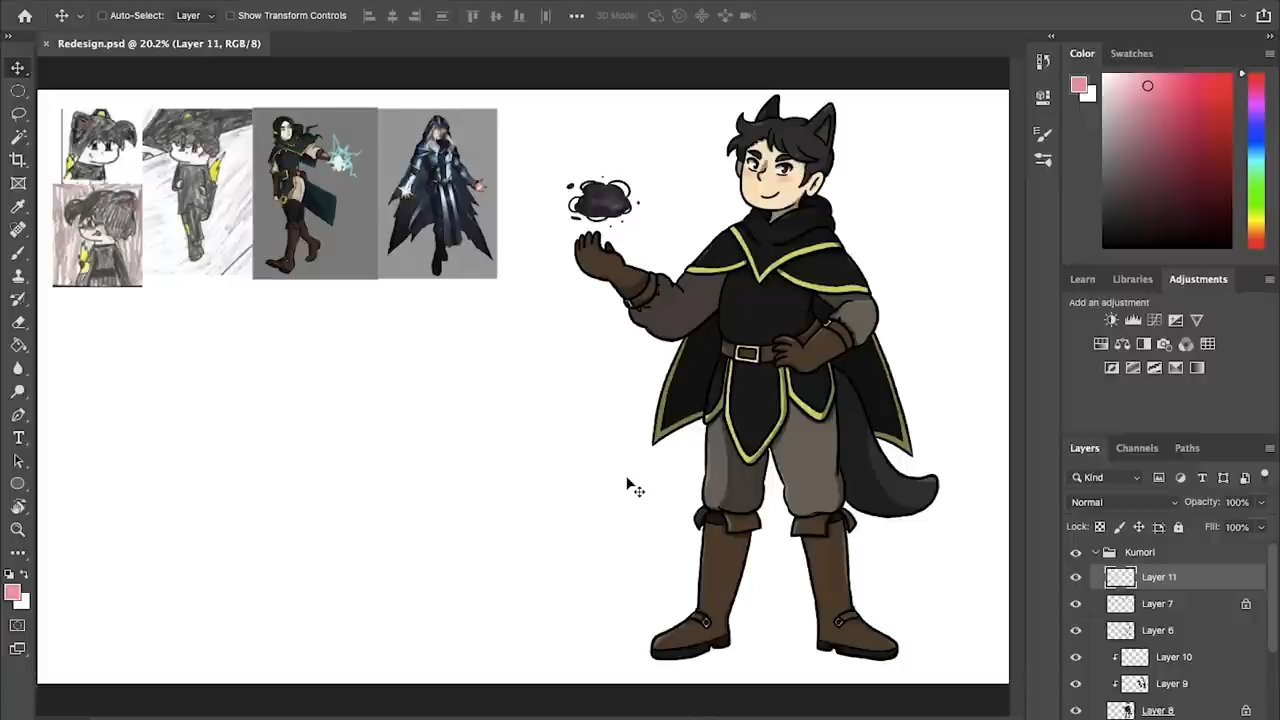 Auto-Select: Layer Show Transform Controls ••• 3D Mode:
× Redesign.psd @ 20.2% (Layer 11, RGB/8)
Color Swatches
Learn Libraries Adjustments
Add an adjustment
Layers Channels Paths
Kind
Normal Opacity: 100%
Lock: Fill: 100%
Kumori
Layer 11
Layer 7
Layer 6
Layer 10
Layer 9
Layer 8